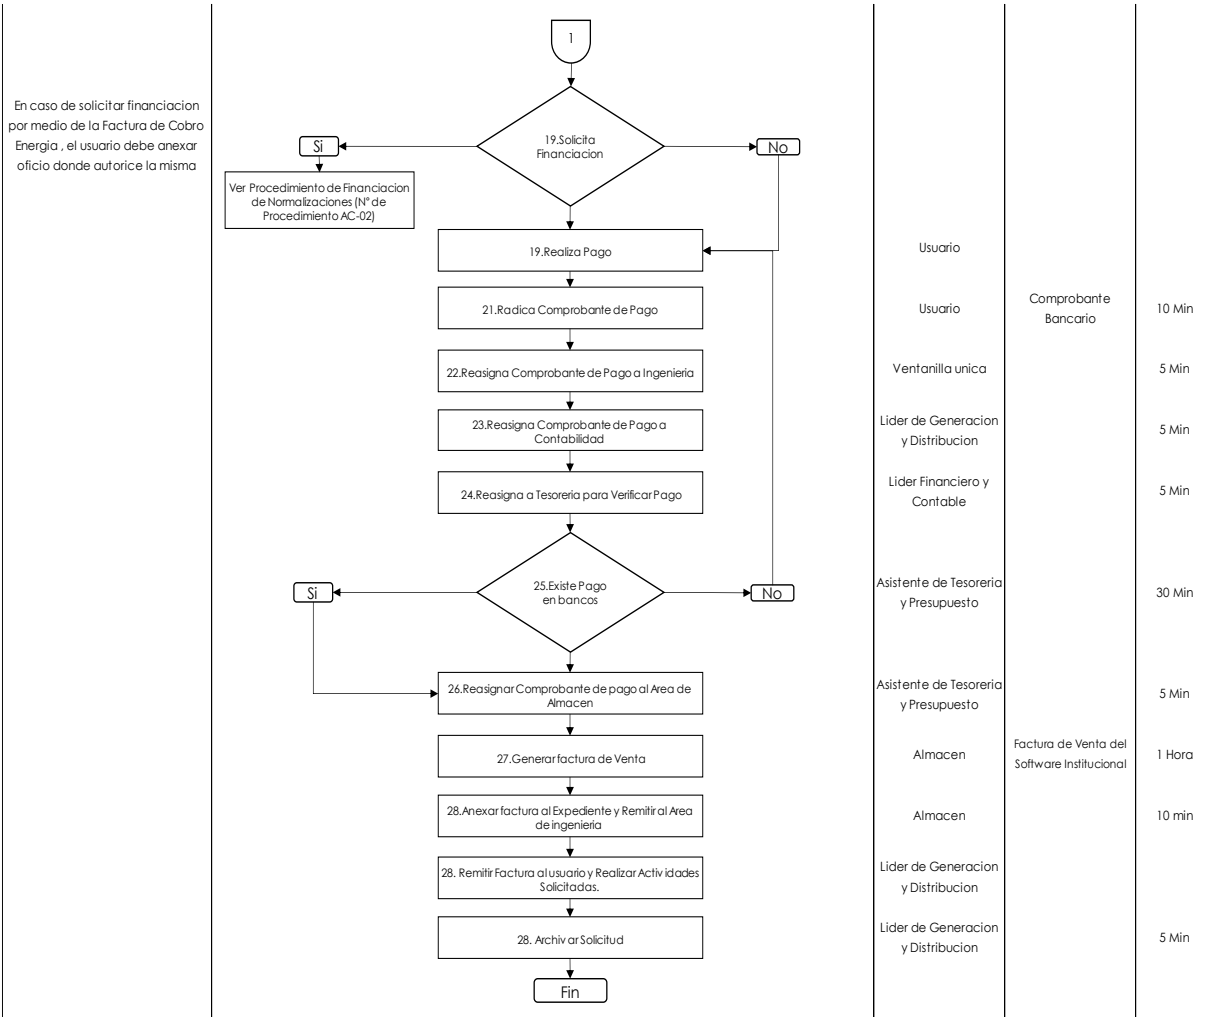 1
En caso de solicitar financiacion
por medio de la Factura de Cobro
Energia , el usuario debe anexar
oficio donde autorice la misma
19.Solicita
Financiacion
Si
No
Ver Procedimiento de Financiacion
de Normalizaciones (N° de
Procedimiento AC-02)
19.Realiza Pago
Usuario
21.Radica Comprobante de Pago
Usuario
Comprobante
Bancario
10 Min
22.Reasigna Comprobante de Pago a Ingenieria
Ventanilla unica
5 Min
23.Reasigna Comprobante de Pago a
Contabilidad
Lider de Generacion
y Distribucion
5 Min
24.Reasigna a Tesoreria para Verificar Pago
Lider Financiero y
Contable
5 Min
25.Existe Pago
en bancos
Si
No
Asistente de Tesoreria
y Presupuesto
30 Min
26.Reasignar Comprobante de pago al Area de
Almacen
Asistente de Tesoreria
y Presupuesto
5 Min
27.Generar factura de Venta
Almacen
Factura de Venta del
Software Institucional
1 Hora
28.Anexar factura al Expediente y Remitir al Area
de ingenieria
Almacen
10 min
28. Remitir Factura al usuario y Realizar Actividades
Solicitadas.
Lider de Generacion
y Distribucion
28. Archivar Solicitud
Lider de Generacion
y Distribucion
5 Min
Fin